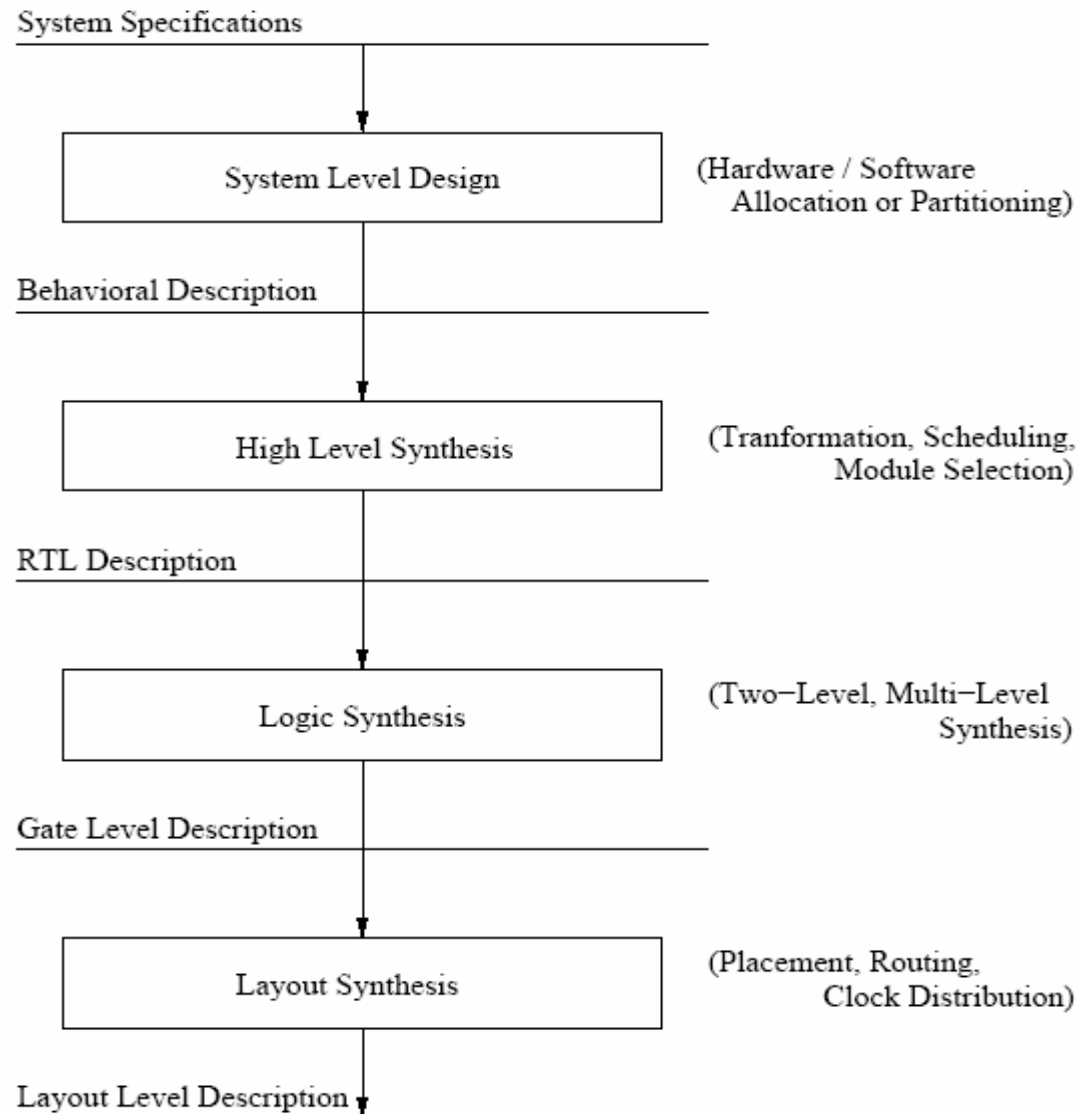 System Specifications
System Level Design
(Hardware / Software
Allocation or Partitioning)
Behavioral Description
High Level Synthesis
(Tranformation, Scheduling,
Module Selection)
RTL Description
Logic Synthesis
(Two−Level, Multi−Level
Synthesis)
Gate Level Description
Layout Synthesis
(Placement, Routing,
Clock Distribution)
Layout Level Description